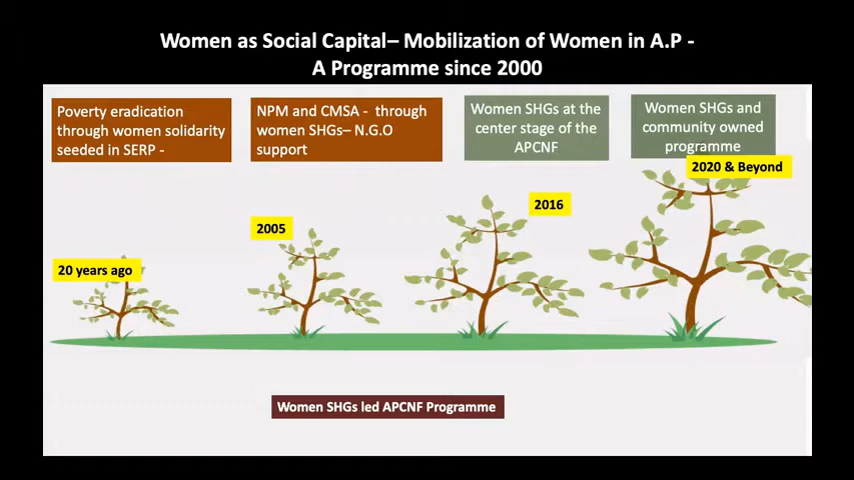 Women as Social Capital– Mobilization of Women in A.P -
A Programme since 2000
Poverty eradication
through women solidarity
seeded in SERP -
NPM and CMSA - through
women SHGs– N.G.O
support
Women SHGs at the
center stage of the
APCNF
Women SHGs and
community owned
programme
20 years ago
2005
2016
2020 & Beyond
Women SHGs led APCNF Programme